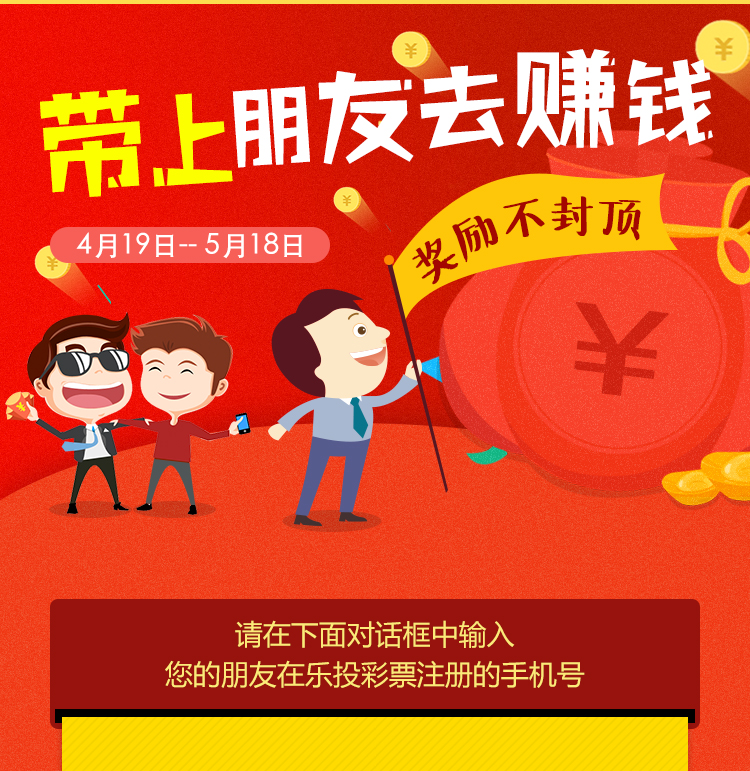 带上朋友去赚钱
奖励不封顶
4月19日--5月18日
请在下面对话框中输入
您的朋友在乐投彩票注册的手机号